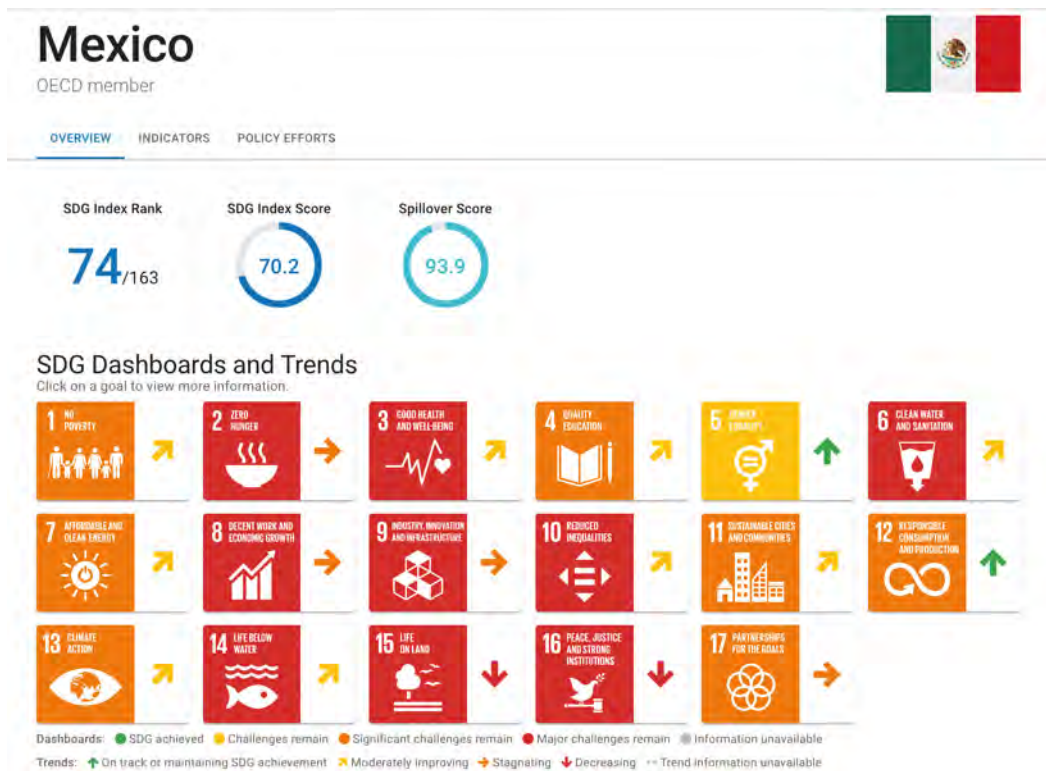 Mexico
OECD member
OVERVIEW INDICATORS POLICY EFFORTS
SDG Index Rank SDG Index Score Spillover Score
74/163 70.2 93.9
SDG Dashboards and Trends
Click on a goal to view more information.
1 NO POVERTY
2 ZERO HUNGER
3 GOOD HEALTH AND WELL-BEING
4 QUALITY EDUCATION
5 GENDER EQUALITY
6 CLEAN WATER AND SANITATION
7 AFFORDABLE AND CLEAN ENERGY
8 DECENT WORK AND ECONOMIC GROWTH
9 INDUSTRY, INNOVATION AND INFRASTRUCTURE
10 REDUCED INEQUALITIES
11 SUSTAINABLE CITIES AND COMMUNITIES
12 RESPONSIBLE CONSUMPTION AND PRODUCTION
13 CLIMATE ACTION
14 LIFE BELOW WATER
15 LIFE ON LAND
16 PEACE, JUSTICE AND STRONG INSTITUTIONS
17 PARTNERSHIPS FOR THE GOALS
Dashboards: SDG achieved Challenges remain Significant challenges remain Major challenges remain Information unavailable
Trends: On track or maintaining SDG achievement Moderately improving Stagnating Decreasing Trend information unavailable